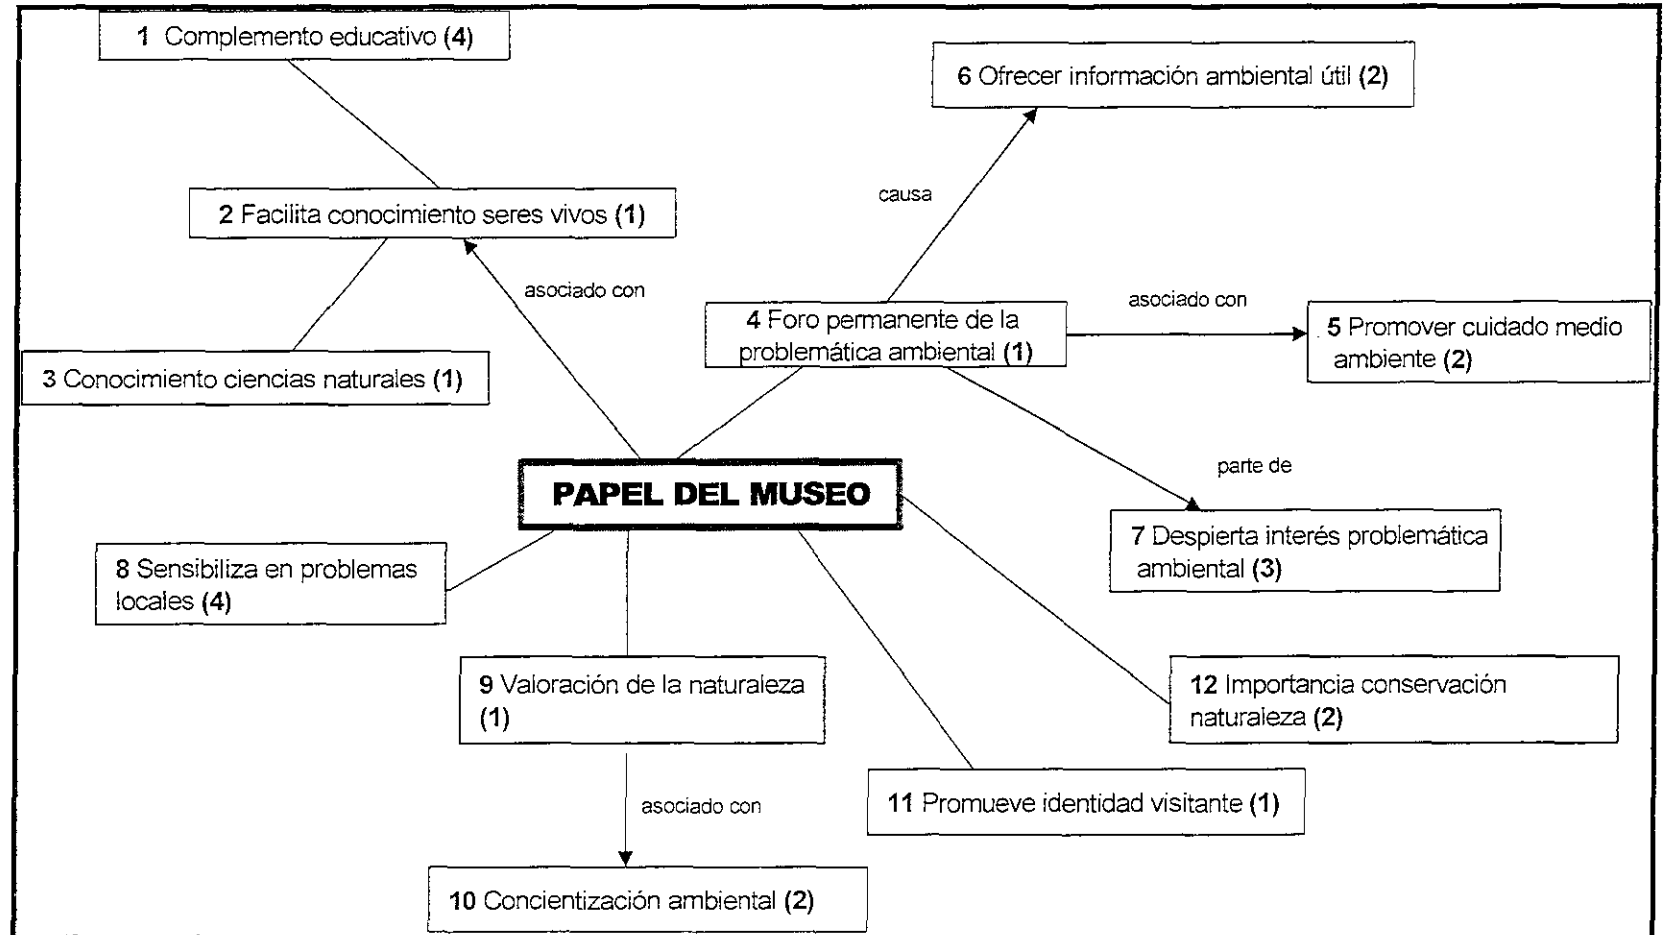 1 Complemento educativo (4)
6 Ofrecer información ambiental útil (2)
causa
2 Facilita conocimiento seres vivos (1)
asociado con
asociado con
4 Foro permanente de la
problemática ambiental (1)
5 Promover cuidado medio
ambiente (2)
3 Conocimiento ciencias naturales (1)
parte de
PAPEL DEL MUSEO
7 Despierta interés problemática
ambiental (3)
8 Sensibiliza en problemas
locales (4)
9 Valoración de la naturaleza
(1)
12 Importancia conservación
naturaleza (2)
asociado con
11 Promueve identidad visitante (1)
10 Concientización ambiental (2)